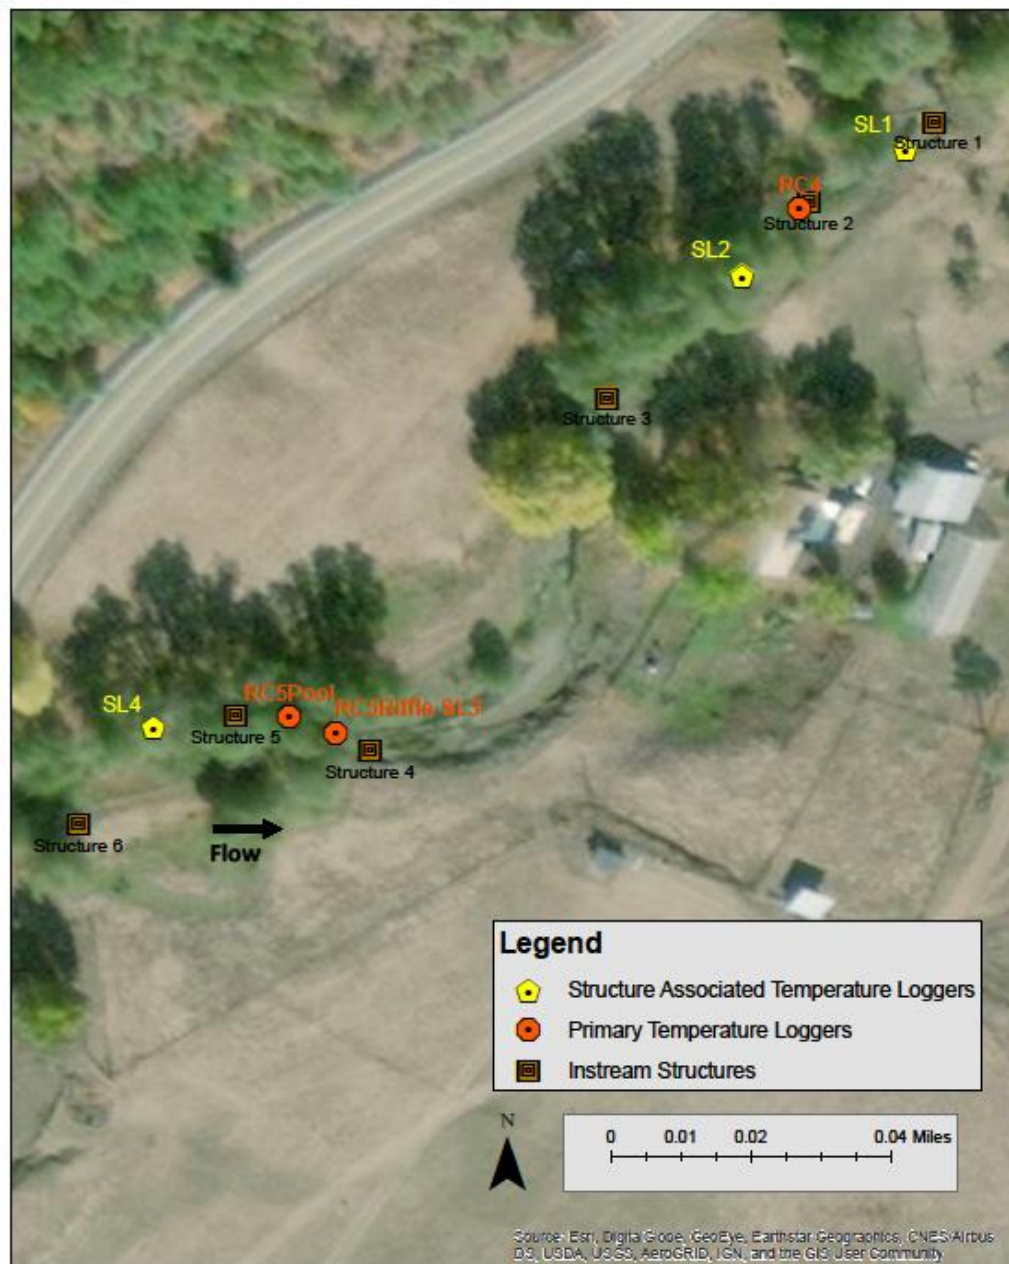 SL1
Structure 1
RC4
Structure 2
SL2
Structure 3
SL4
RC5Pool
RC5Riffle SL3
Structure 5
Structure 4
Structure 6
Flow
Legend
Structure Associated Temperature Loggers
Primary Temperature Loggers
Instream Structures
N
0 0.01 0.02 0.04 Miles
Source: Esri, DigitalGlobe, GeoEye, Earthstar Geographics, CNES/Airbus
DS, USDA, USGS, AeroGRID, IGN, and the GIS User Community